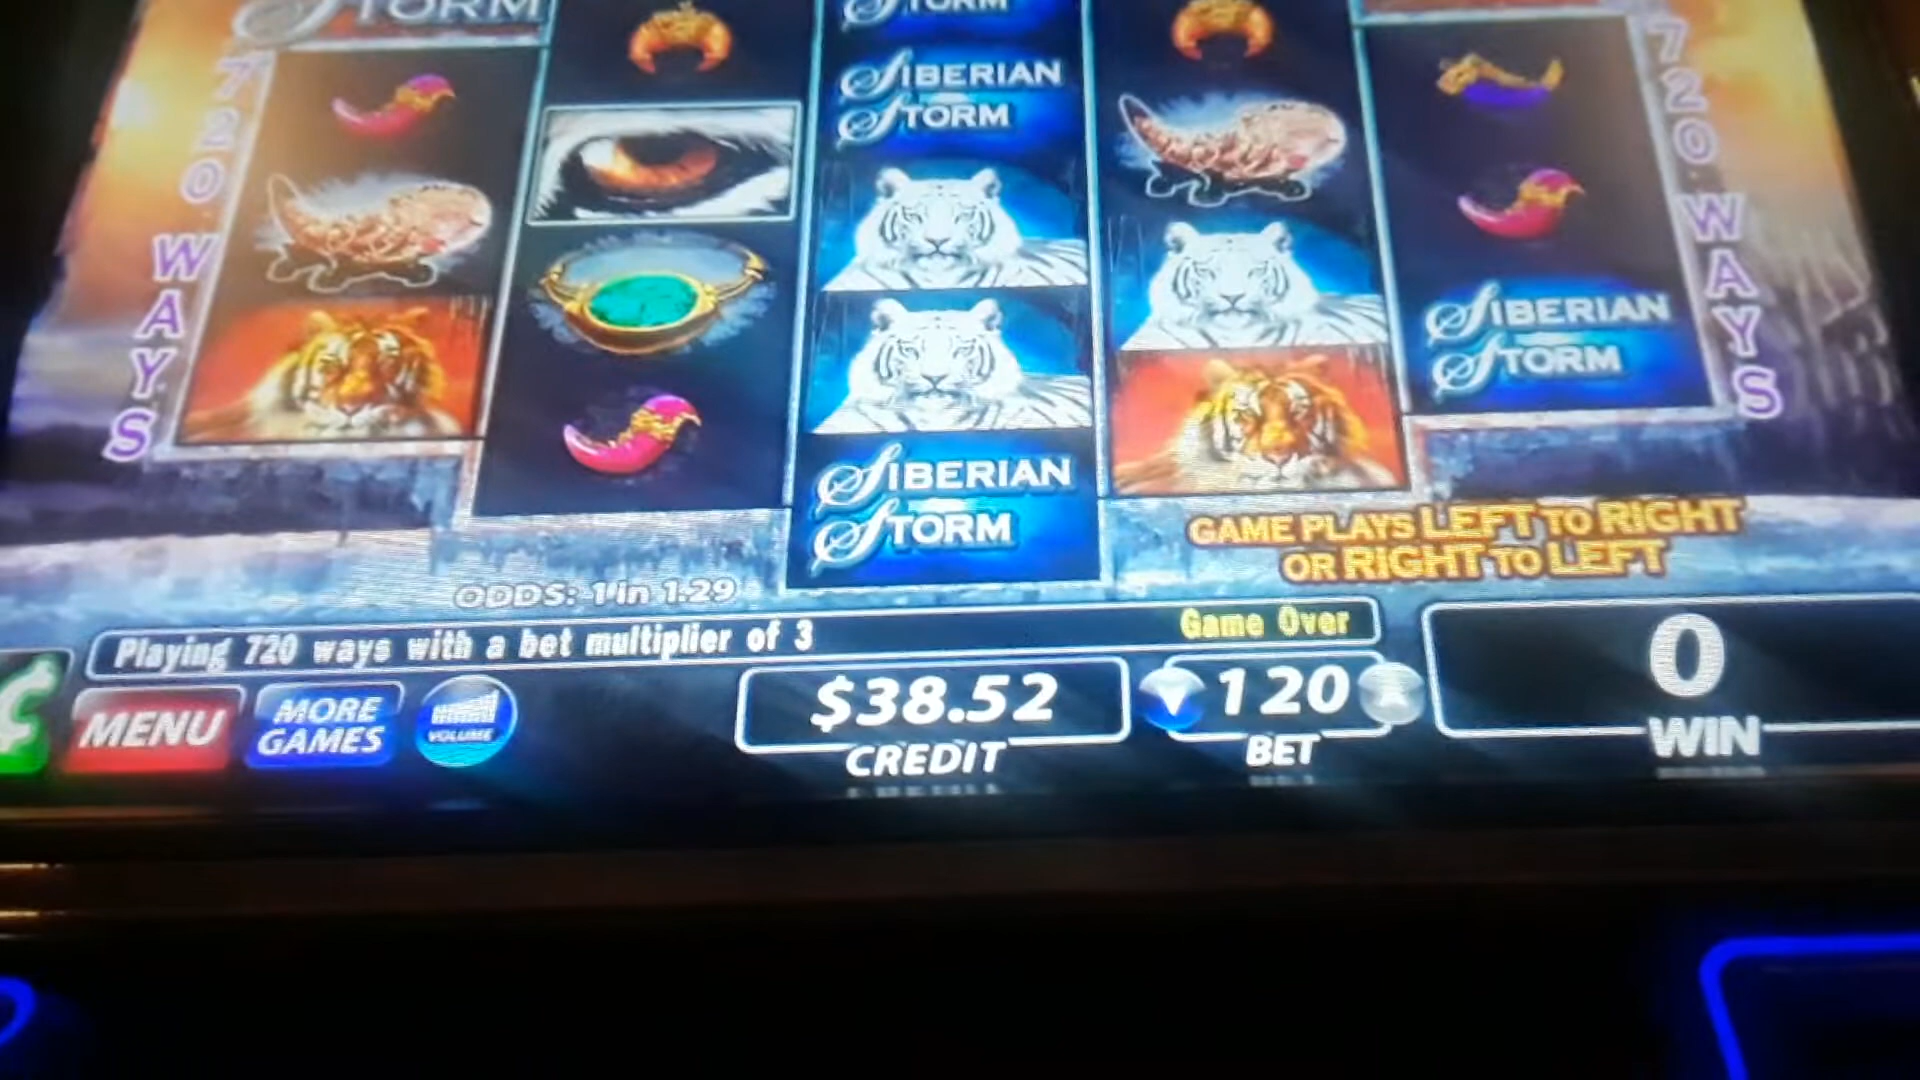 STORM
STORM
SIBERIAN
STORM
720 WAYS
720 WAYS
SIBERIAN
STORM
SIBERIAN
STORM
GAME PLAYS LEFT TO RIGHT
OR RIGHT TO LEFT
ODDS: 1 in 1.29
Playing 720 ways with a bet multiplier of 3
Game Over
¢
MENU
MORE
GAMES
VOLUME
$38.52
CREDIT
120
BET
0
WIN